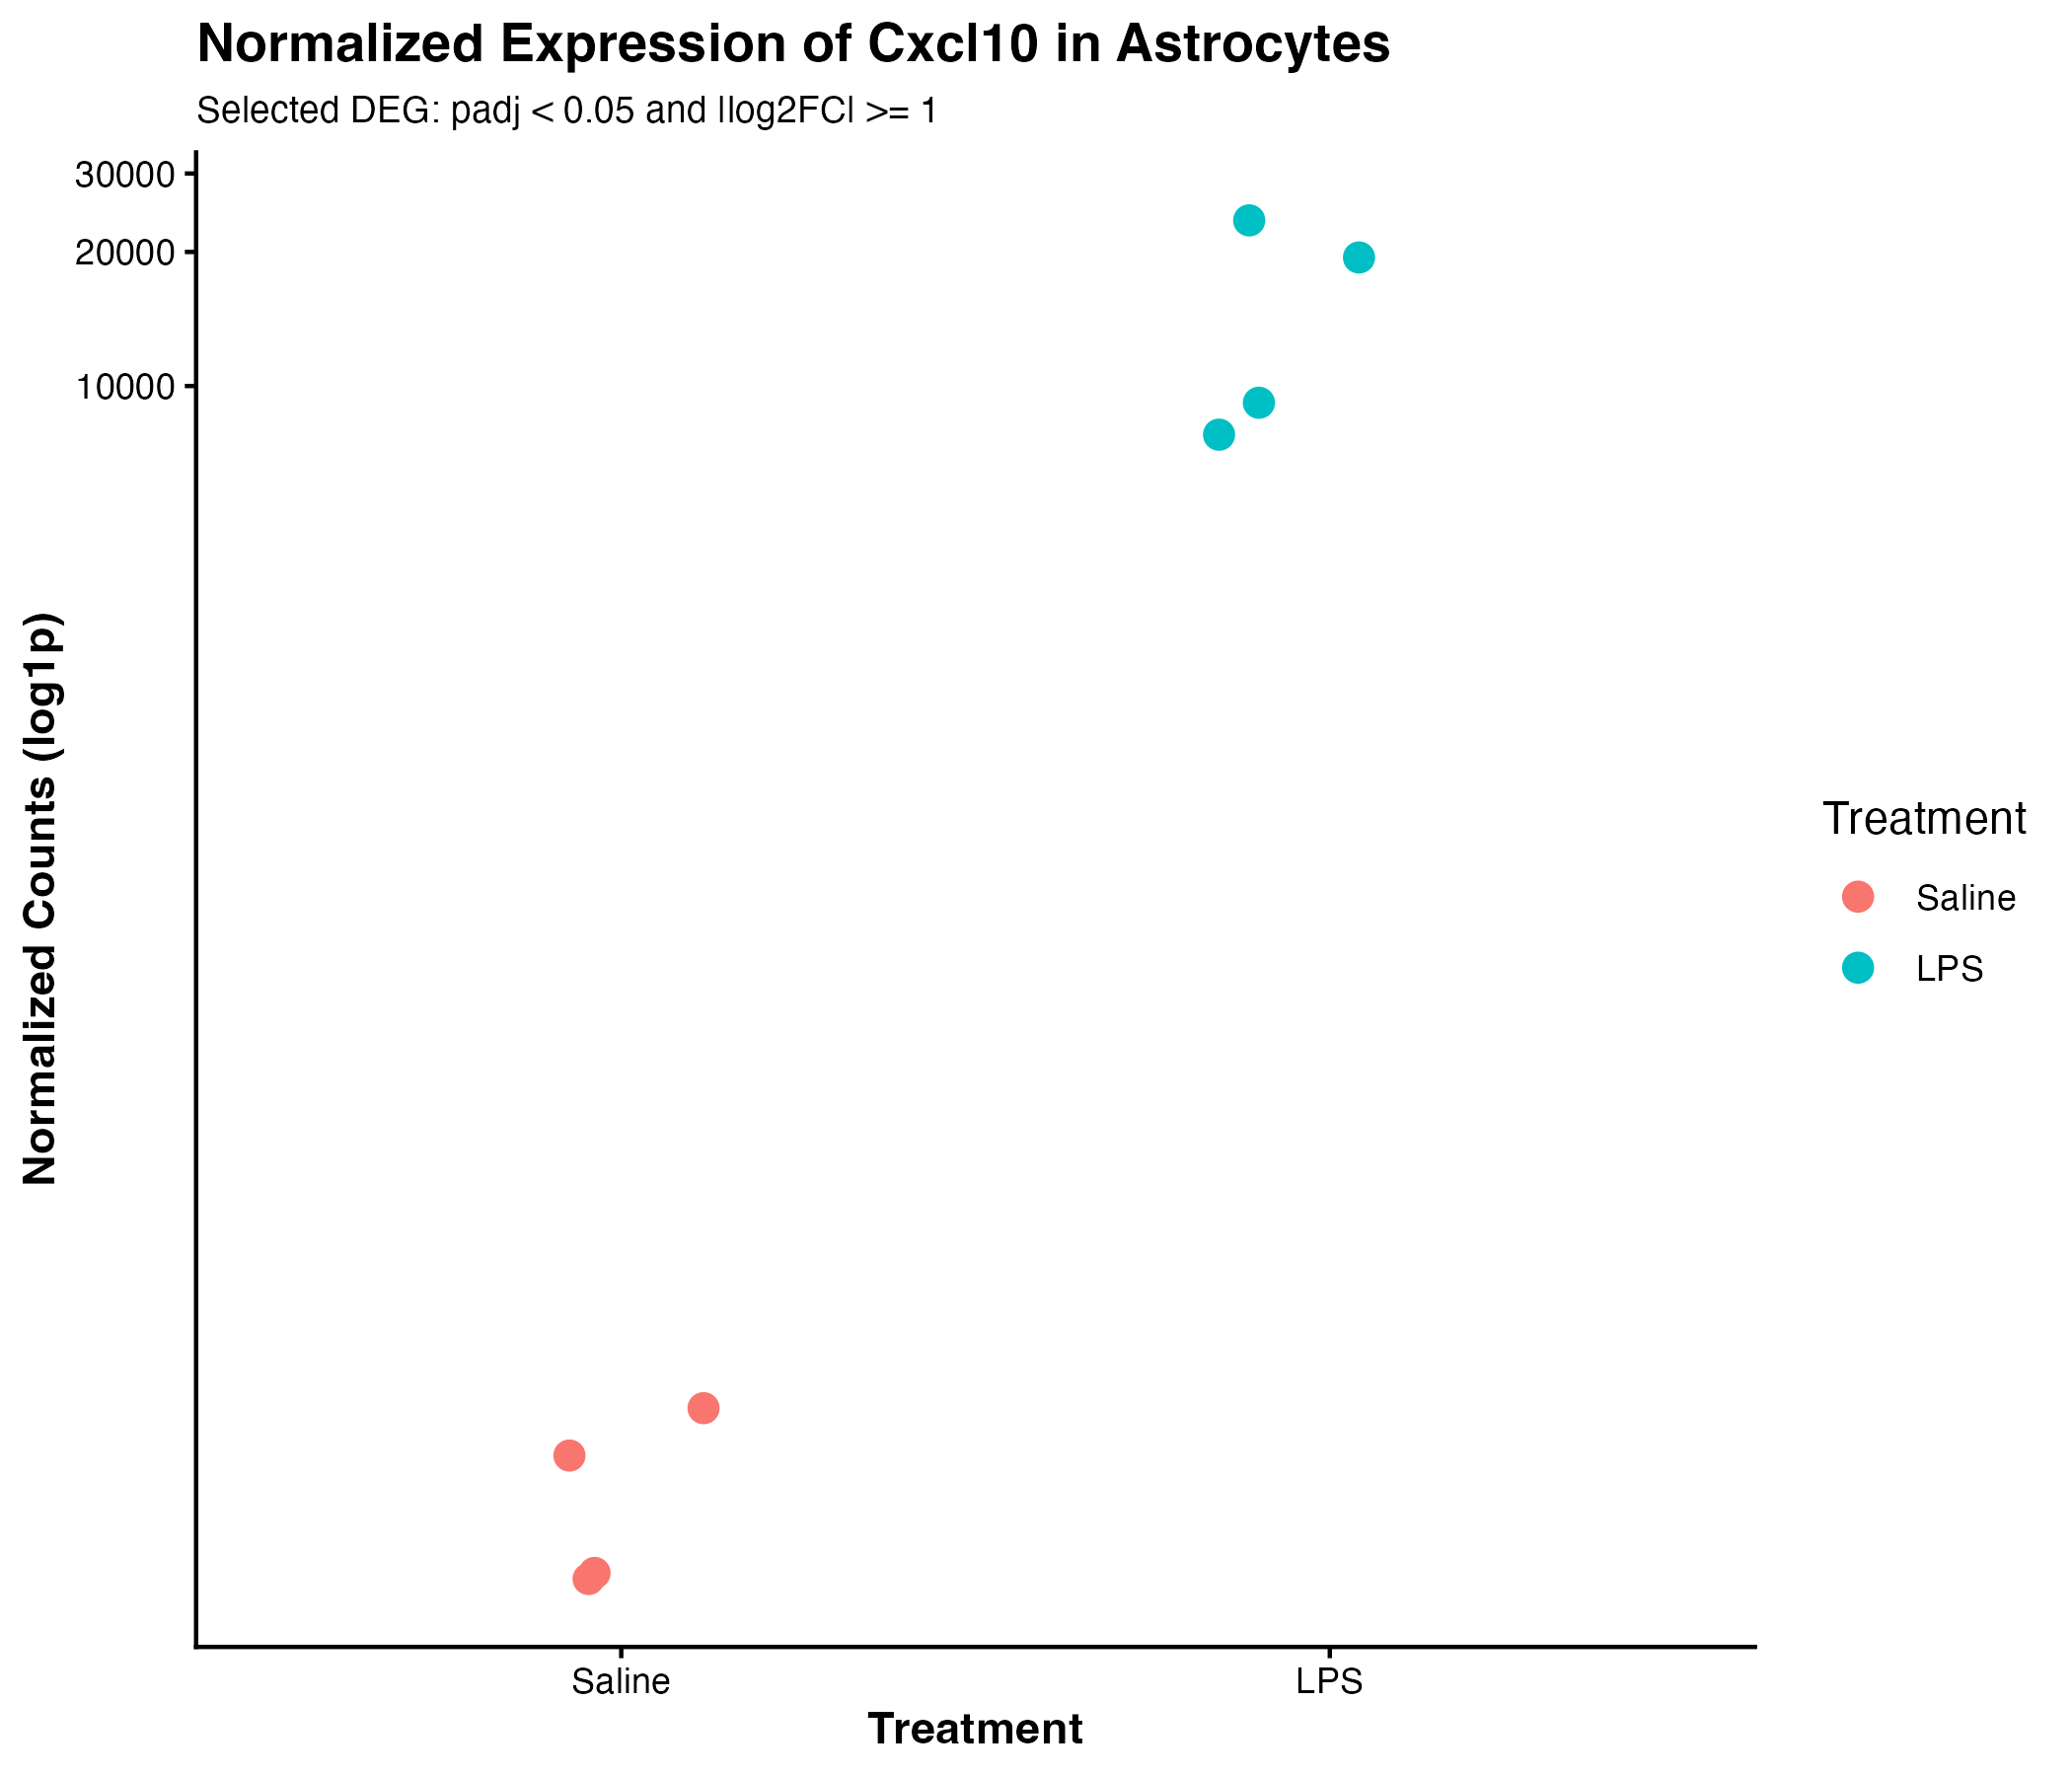 Normalized Expression of Cxcl10 in Astrocytes
Selected DEG: padj < 0.05 and |log2FC| >= 1
30000
20000
10000
Normalized Counts (log1p)
Treatment
Saline
LPS
Saline
LPS
Treatment